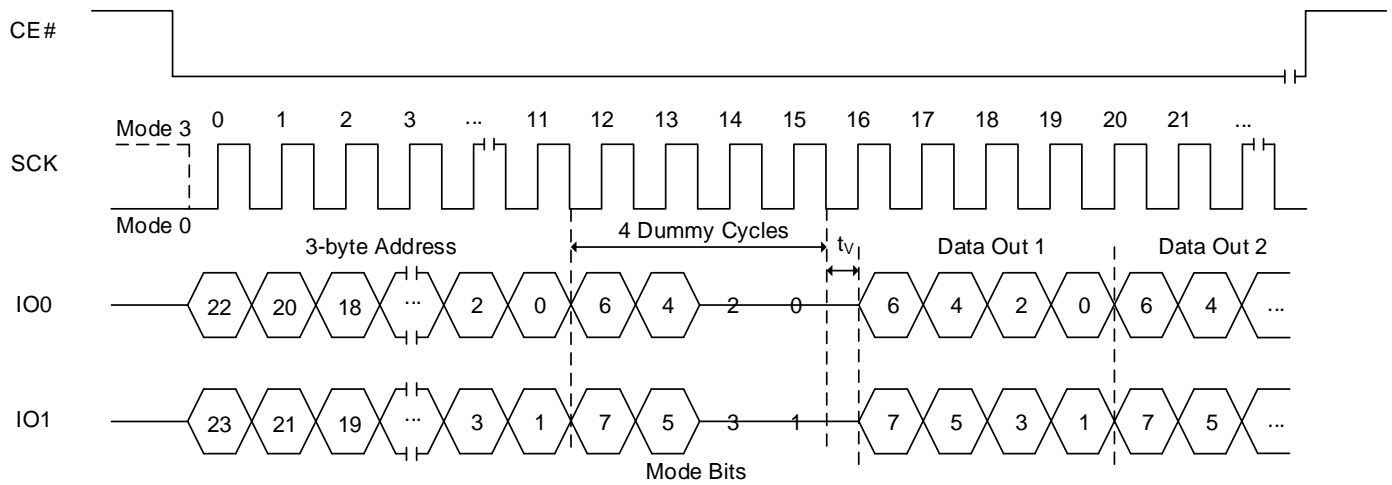 CE#
Mode 3 0 1 2 3 ... 11 12 13 14 15 16 17 18 19 20 21 ...
SCK
Mode 0
3-byte Address 4 Dummy Cycles tV Data Out 1 Data Out 2
IO0 22 20 18 ... 2 0 6 4 2 0 6 4 2 0 6 4 ...
IO1 23 21 19 ... 3 1 7 5 3 1 7 5 3 1 7 5 ...
Mode Bits